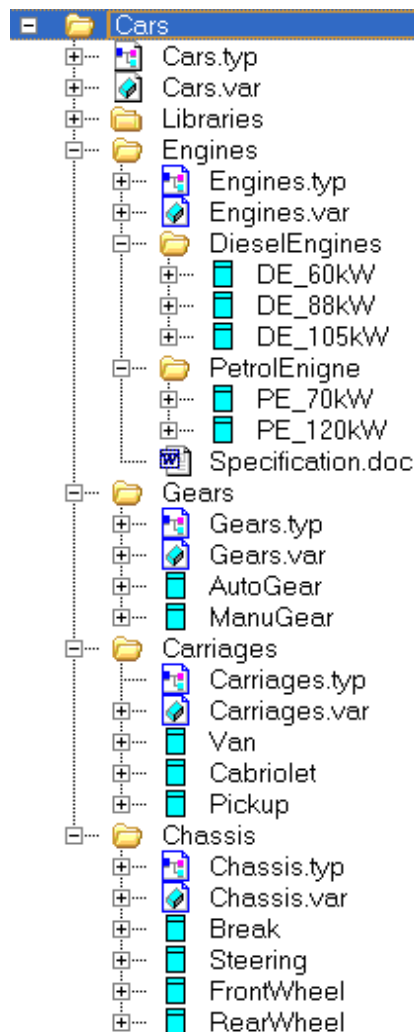 Cars
Cars.typ
Cars.var
Libraries
Engines
Engines.typ
Engines.var
DieselEngines
DE_60kW
DE_88kW
DE_105kW
PetrolEnigne
PE_70kW
PE_120kW
Specification.doc
Gears
Gears.typ
Gears.var
AutoGear
ManuGear
Carriages
Carriages.typ
Carriages.var
Van
Cabriolet
Pickup
Chassis
Chassis.typ
Chassis.var
Break
Steering
FrontWheel
RearWheel